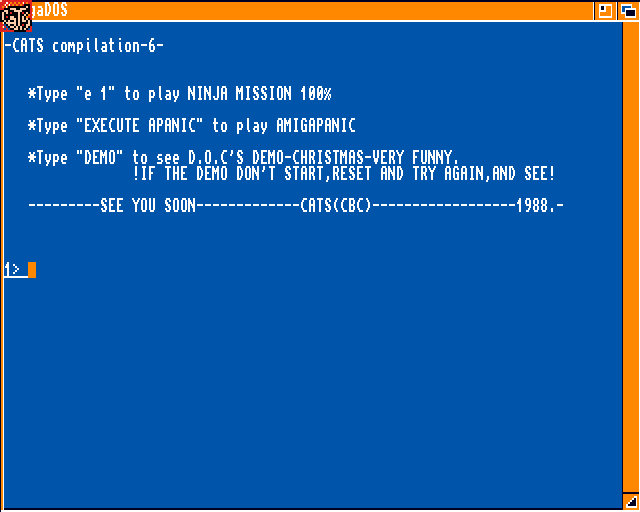 gaDOS
-CATS compilation-6-
*Type "e 1" to play NINJA MISSION 100%
*Type "EXECUTE APANIC" to play AMIGAPANIC
*Type "DEMO" to see D.O.C'S DEMO-CHRISTMAS-VERY FUNNY.
!IF THE DEMO DON'T START,RESET AND TRY AGAIN,AND SEE!
---------SEE YOU SOON-------------CATS(CBC)------------------1988.-
1>